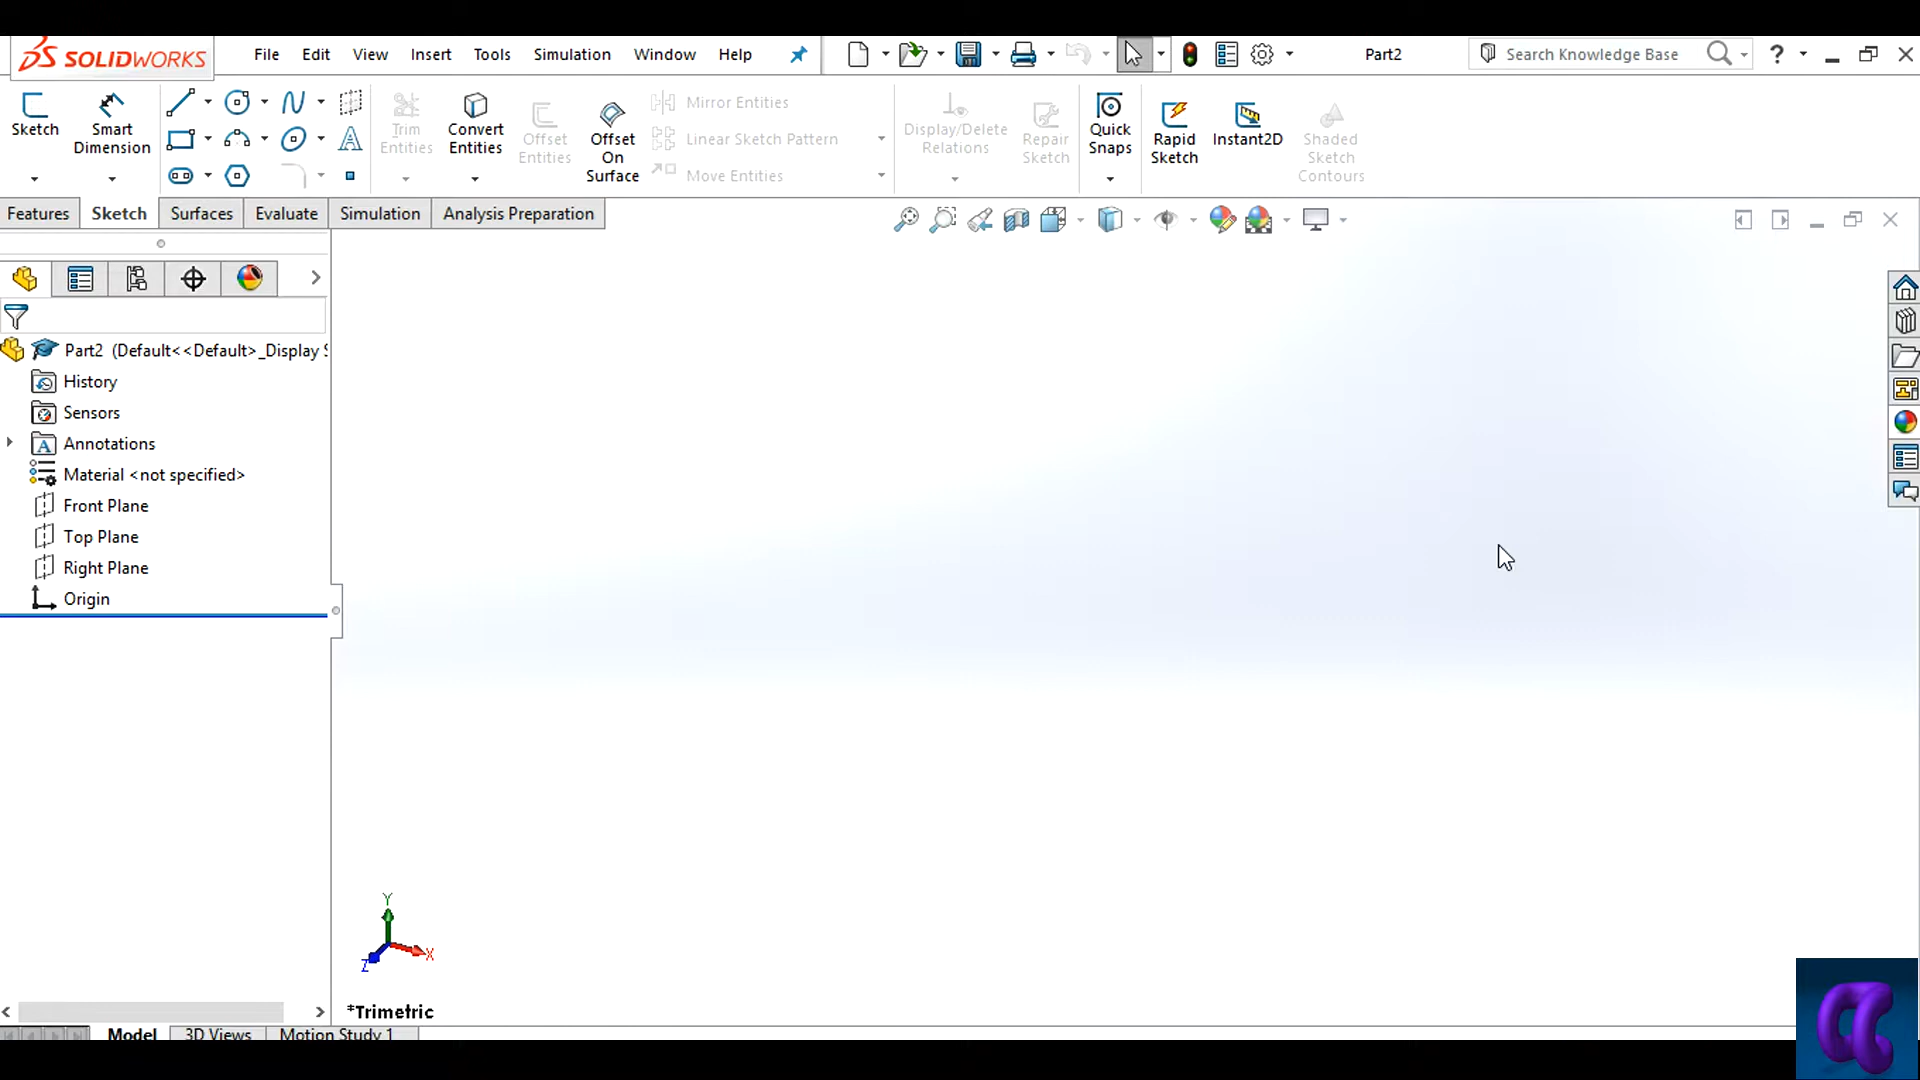 SOLIDWORKS File Edit View Insert Tools Simulation Window Help Part2 Search Knowledge Base ?
Sketch
Smart
Dimension
Trim
Entities
Convert
Entities
Offset
Entities
Offset
On
Surface
Mirror Entities
Linear Sketch Pattern
Move Entities
Display/Delete
Relations
Repair
Sketch
Quick
Snaps
Rapid
Sketch
Instant2D
Shaded
Sketch
Contours
Features Sketch Surfaces Evaluate Simulation Analysis Preparation
Part2 (Default<<Default>_Display S
History
Sensors
Annotations
Material <not specified>
Front Plane
Top Plane
Right Plane
Origin
Y
X
Z
*Trimetric
Model 3D Views Motion Study 1